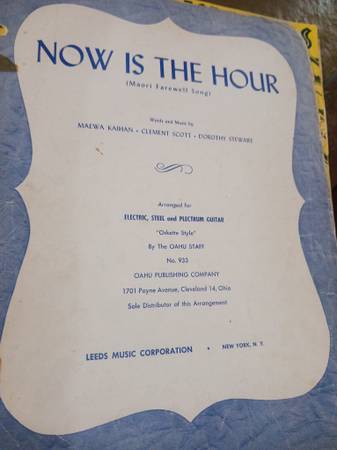 NOW IS THE HOUR
(Maori Farewell Song)
Words and Music by
MAEWA KAIHAN • CLEMENT SCOTT • DOROTHY STEWART
Arranged for
ELECTRIC, STEEL and PLECTRUM GUITAR
"Oskette Style"
By The OAHU STAFF
No. 933
OAHU PUBLISHING COMPANY
1701 Payne Avenue, Cleveland 14, Ohio
Sole Distributor of this Arrangement
LEEDS MUSIC CORPORATION • NEW YORK, N. Y.